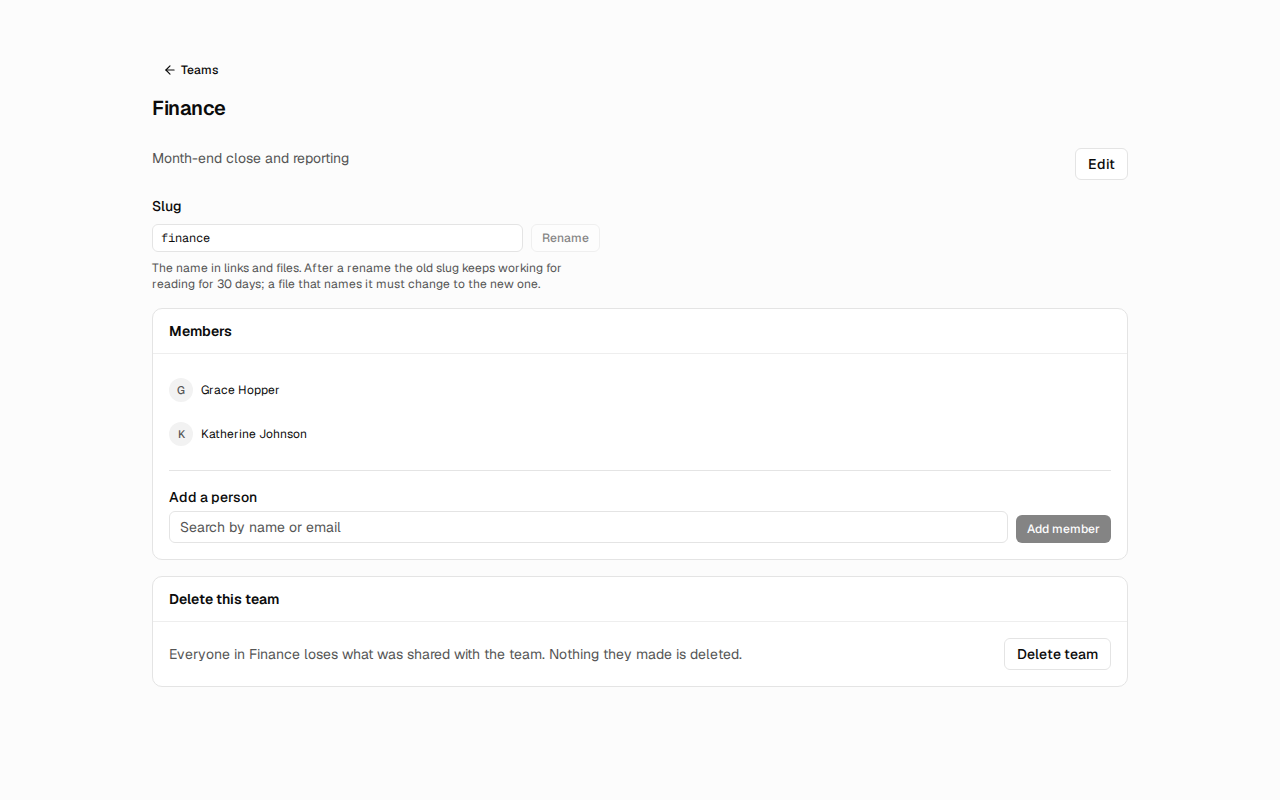 Teams
Finance
Month-end close and reporting
Edit
Slug
finance
Rename
The name in links and files. After a rename the old slug keeps working for
reading for 30 days; a file that names it must change to the new one.
Members
G Grace Hopper
K Katherine Johnson
Add a person
Search by name or email
Add member
Delete this team
Everyone in Finance loses what was shared with the team. Nothing they made is deleted.
Delete team